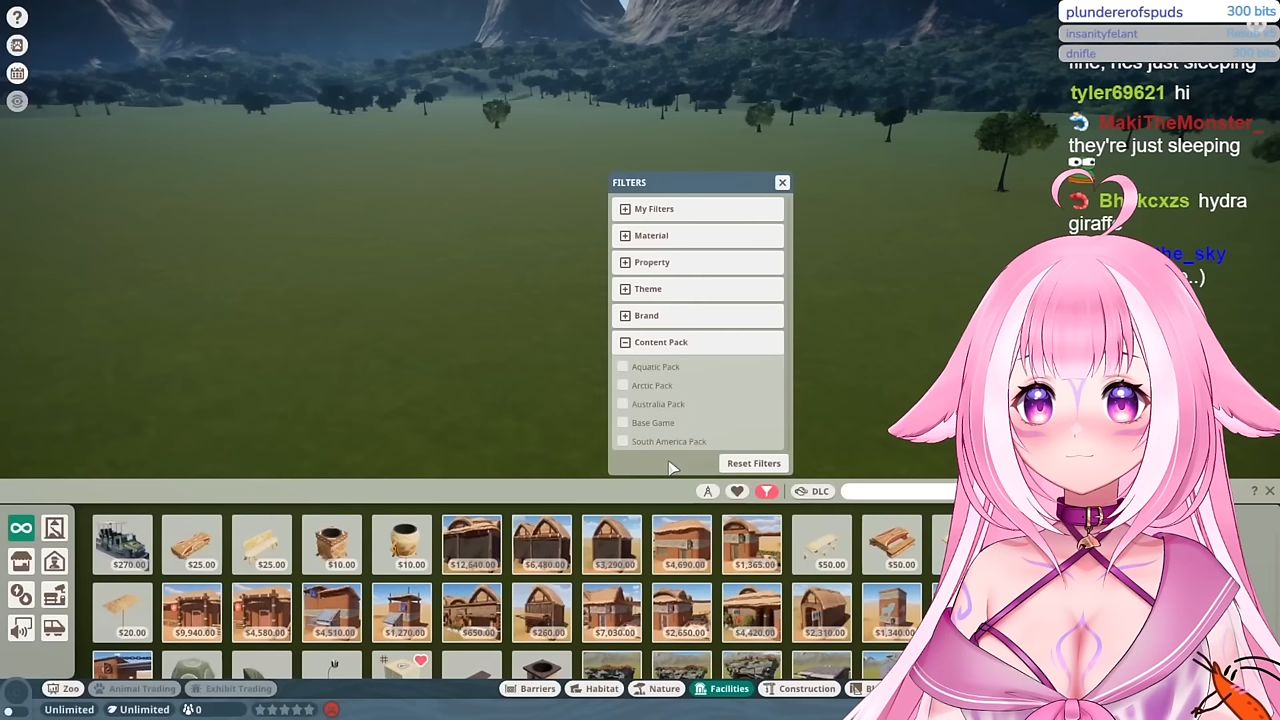 plundererofspuds 300 bits
insanityfelant
dnifle 300 bits
fine, he's just sleeping
tyler69621 hi
MakiTheMonster_
they're just sleeping
hydra
giraffe
he_sky
..)
FILTERS
My Filters
Material
Property
Theme
Brand
Content Pack
Aquatic Pack
Arctic Pack
Australia Pack
Base Game
South America Pack
Reset Filters
DLC
?
$270.00 $25.00 $25.00 $10.00 $10.00 $12,640.00 $6,480.00 $3,290.00 $4,690.00 $1,365.00 $50.00 $50.00
$20.00 $9,940.00 $4,580.00 $4,510.00 $1,270.00 $650.00 $260.00 $7,030.00 $2,650.00 $4,420.00 $2,310.00 $1,340.00
Zoo Animal Trading Exhibit Trading Barriers Habitat Nature Facilities Construction
Unlimited Unlimited 0